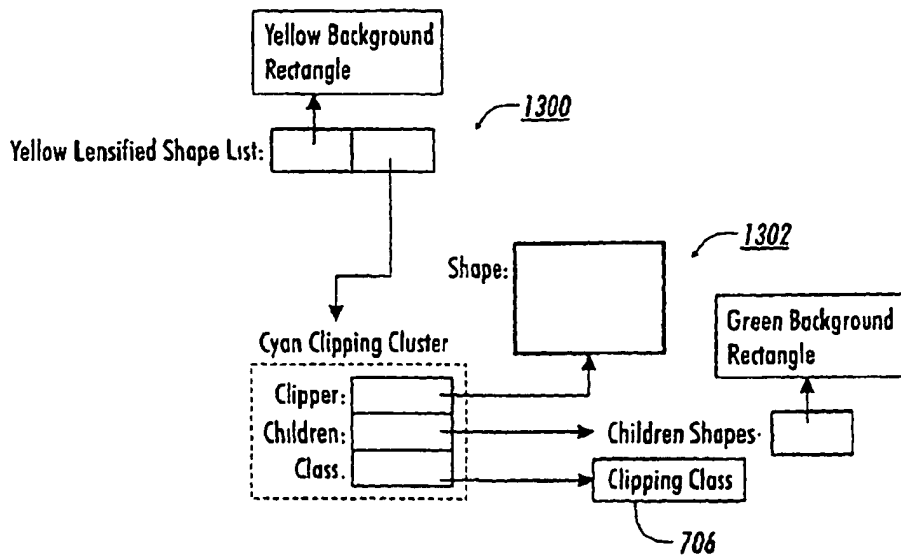 Yellow Background
Rectangle
1300
Yellow Lensified Shape List:
1302
Shape:
Green Background
Rectangle
Cyan Clipping Cluster
Clipper:
Children:
Children Shapes.
Class.
Clipping Class
706